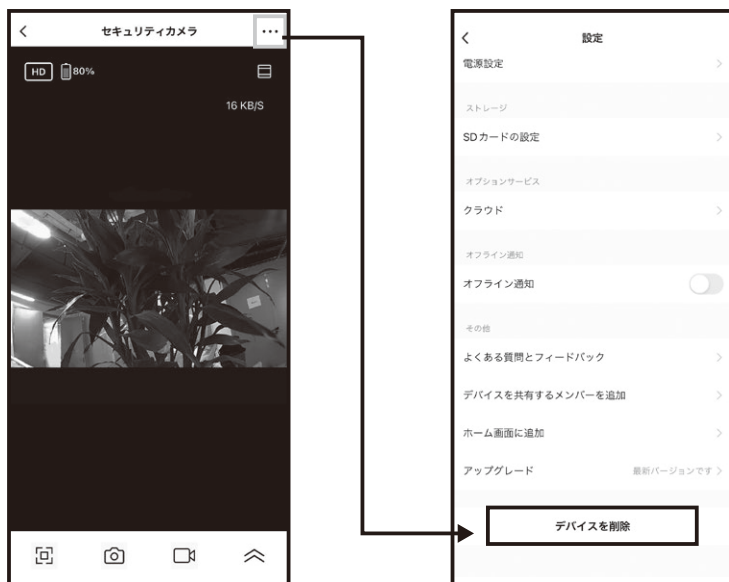 セキュリティカメラ
HD 80%
16 KB/S
設定
電源設定
ストレージ
SDカードの設定
オプションサービス
クラウド
オフライン通知
オフライン通知
その他
よくある質問とフィードバック
デバイスを共有するメンバーを追加
ホーム画面に追加
アップグレード 最新バージョンです
デバイスを削除